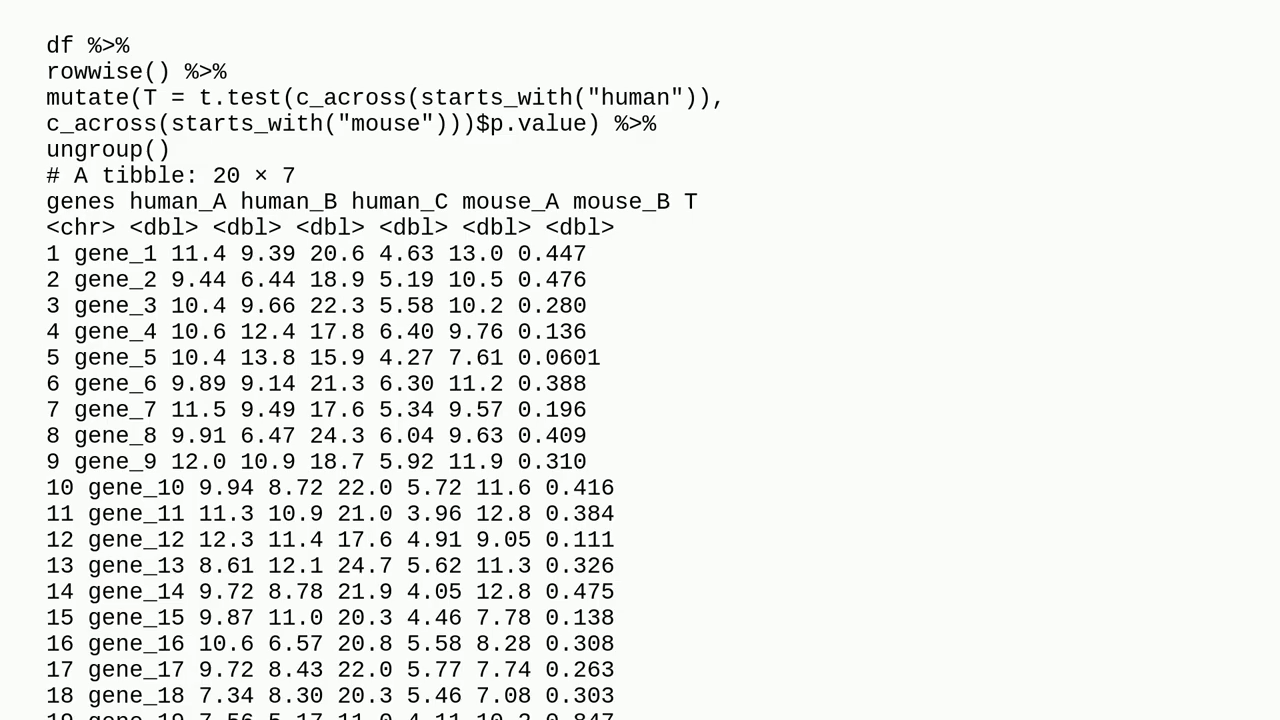 df %>%
rowwise() %>%
mutate(T = t.test(c_across(starts_with("human")),
c_across(starts_with("mouse")))$p.value) %>%
ungroup()
# A tibble: 20 × 7
genes human_A human_B human_C mouse_A mouse_B T
<chr> <dbl> <dbl> <dbl> <dbl> <dbl> <dbl>
1 gene_1 11.4 9.39 20.6 4.63 13.0 0.447
2 gene_2 9.44 6.44 18.9 5.19 10.5 0.476
3 gene_3 10.4 9.66 22.3 5.58 10.2 0.280
4 gene_4 10.6 12.4 17.8 6.40 9.76 0.136
5 gene_5 10.4 13.8 15.9 4.27 7.61 0.0601
6 gene_6 9.89 9.14 21.3 6.30 11.2 0.388
7 gene_7 11.5 9.49 17.6 5.34 9.57 0.196
8 gene_8 9.91 6.47 24.3 6.04 9.63 0.409
9 gene_9 12.0 10.9 18.7 5.92 11.9 0.310
10 gene_10 9.94 8.72 22.0 5.72 11.6 0.416
11 gene_11 11.3 10.9 21.0 3.96 12.8 0.384
12 gene_12 12.3 11.4 17.6 4.91 9.05 0.111
13 gene_13 8.61 12.1 24.7 5.62 11.3 0.326
14 gene_14 9.72 8.78 21.9 4.05 12.8 0.475
15 gene_15 9.87 11.0 20.3 4.46 7.78 0.138
16 gene_16 10.6 6.57 20.8 5.58 8.28 0.308
17 gene_17 9.72 8.43 22.0 5.77 7.74 0.263
18 gene_18 7.34 8.30 20.3 5.46 7.08 0.303